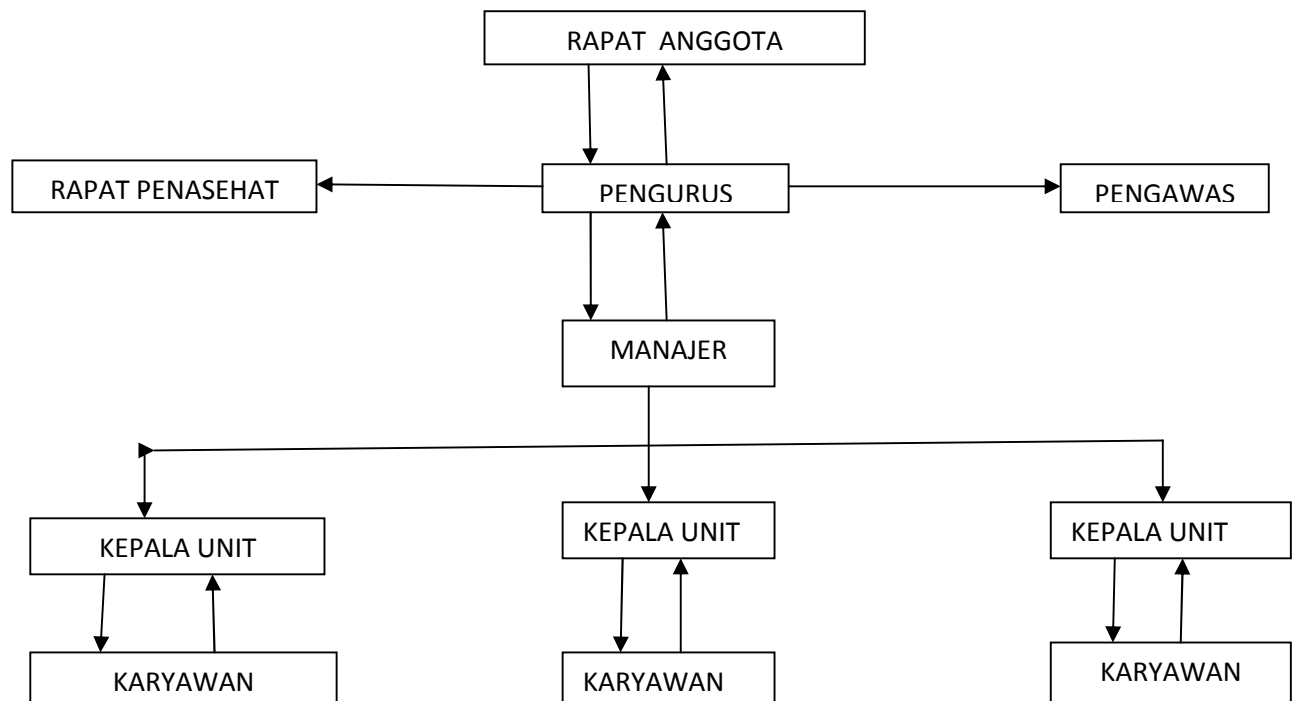 RAPAT ANGGOTA
RAPAT PENASEHAT
PENGURUS
PENGAWAS
MANAJER
KEPALA UNIT
KEPALA UNIT
KEPALA UNIT
KARYAWAN
KARYAWAN
KARYAWAN